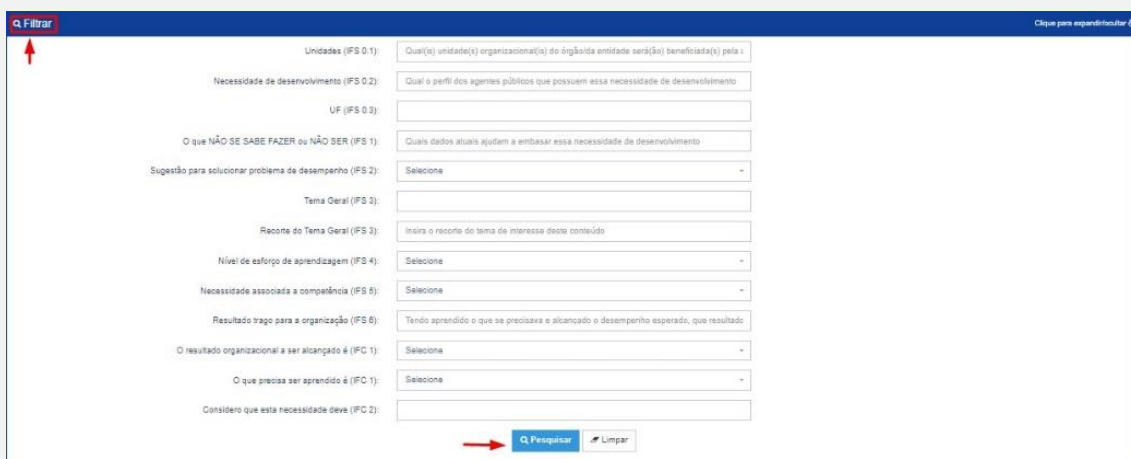 Filtrar
Clique para expandir/ocultar
Unidades (IFS 0.1):
Qual(is) unidade(s) organizacional(is) do órgão/da entidade será(ão) beneficiada(s) pela
Necessidade de desenvolvimento (IFS 0.2):
Qual o perfil dos agentes públicos que possuem essa necessidade de desenvolvimento
UF (IFS 0.3):
O que NÃO SE SABE FAZER ou NÃO SER (IFS 1):
Quais dados atuais ajudam a embasar essa necessidade de desenvolvimento
Sugestão para solucionar problema de desempenho (IFS 2):
Selecione
Tema Geral (IFS 3):
Recorte do Tema Geral (IFS 3):
Insira o recorte do tema de interesse deste conteúdo
Nível de esforço de aprendizagem (IFS 4):
Selecione
Necessidade associada a competência (IFS 5):
Selecione
Resultado trago para a organização (IFS 6):
Tendo aprendido o que se precisava e alcançado o desempenho esperado, que resultado
O resultado organizacional a ser alcançado é (IFC 1):
Selecione
O que precisa ser aprendido é (IFC 1):
Selecione
Considero que esta necessidade deve (IFC 2):
Pesquisar
Limpar